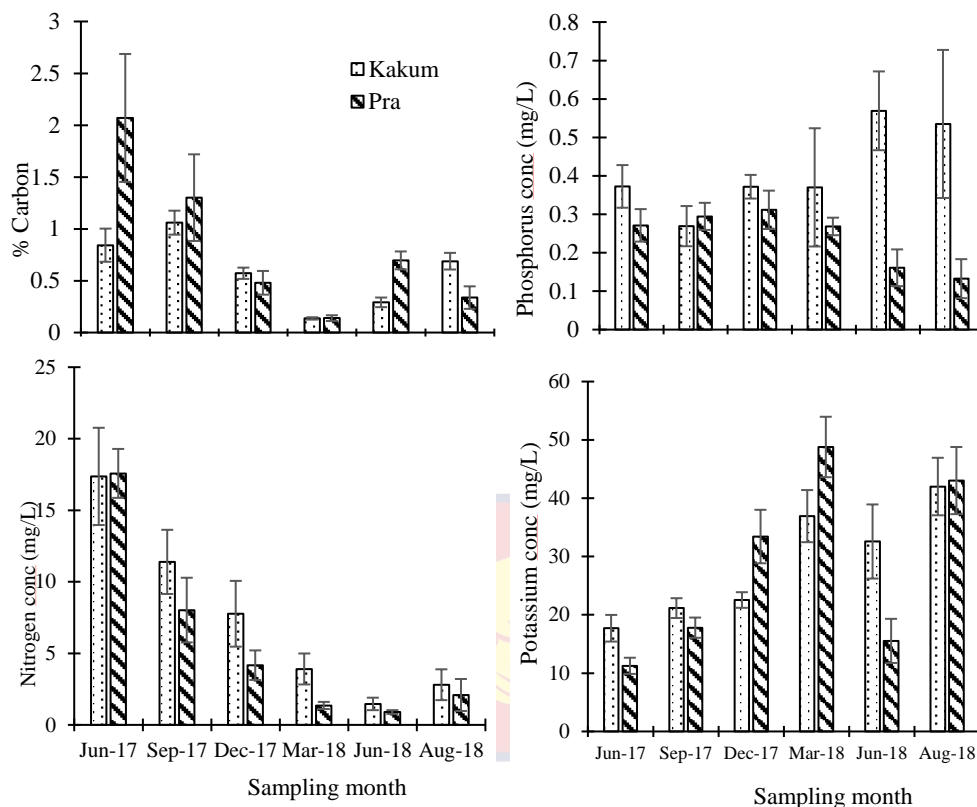 3
2.5
2
1.5
1
0.5
0
% Carbon
Kakum
Pra
0.8
0.7
0.6
0.5
0.4
0.3
0.2
0.1
0
Phosphorus conc (mg/L)
25
20
15
10
5
0
Nitrogen conc (mg/L)
Jun-17 Sep-17 Dec-17 Mar-18 Jun-18 Aug-18
Sampling month
60
50
40
30
20
10
0
Potassium conc (mg/L)
Jun-17 Sep-17 Dec-17 Mar-18 Jun-18 Aug-18
Sampling month